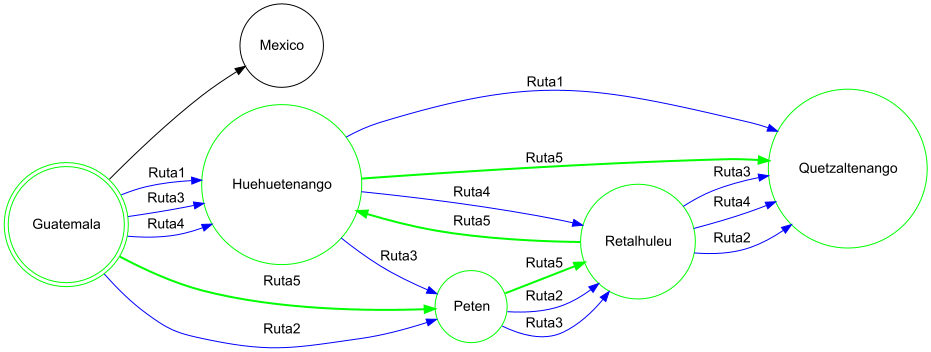 Mexico
Ruta1
Quetzaltenango
Ruta5
Huehuetenango
Ruta1
Ruta3
Ruta4
Guatemala
Ruta4
Ruta5
Ruta3
Ruta4
Ruta2
Retalhuleu
Ruta3
Ruta5
Ruta5
Ruta2
Ruta3
Peten
Ruta2